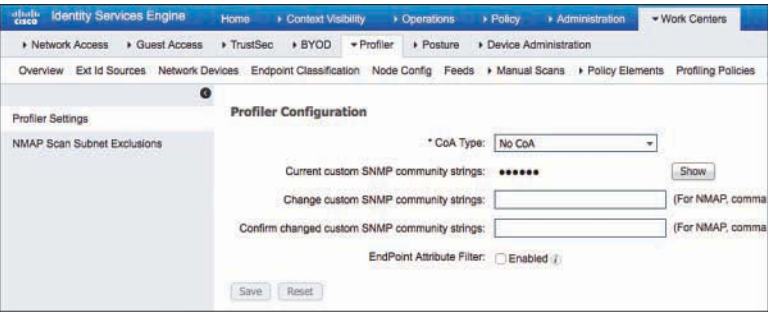 cisco Identity Services Engine Home Context Visibility Operations Policy Administration Work Centers
Network Access Guest Access TrustSec BYOD Profiler Posture Device Administration
Overview Ext Id Sources Network Devices Endpoint Classification Node Config Feeds Manual Scans Policy Elements Profiling Policies
Profiler Settings
NMAP Scan Subnet Exclusions
Profiler Configuration
* CoA Type: No CoA
Current custom SNMP community strings: •••••• Show
Change custom SNMP community strings: (For NMAP, comma
Confirm changed custom SNMP community strings: (For NMAP, comma
EndPoint Attribute Filter: Enabled i
Save Reset